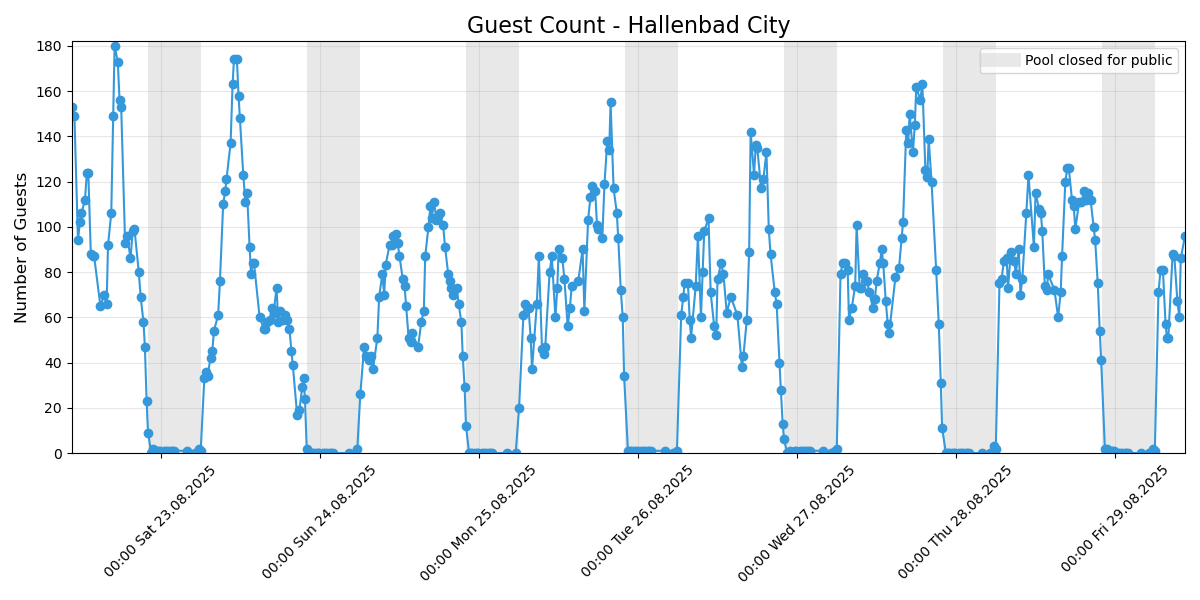 Guest Count - Hallenbad City
Number of Guests
180
160
140
120
100
80
60
40
20
0
Pool closed for public
00:00 Sat 23.08.2025
00:00 Sun 24.08.2025
00:00 Mon 25.08.2025
00:00 Tue 26.08.2025
00:00 Wed 27.08.2025
00:00 Thu 28.08.2025
00:00 Fri 29.08.2025